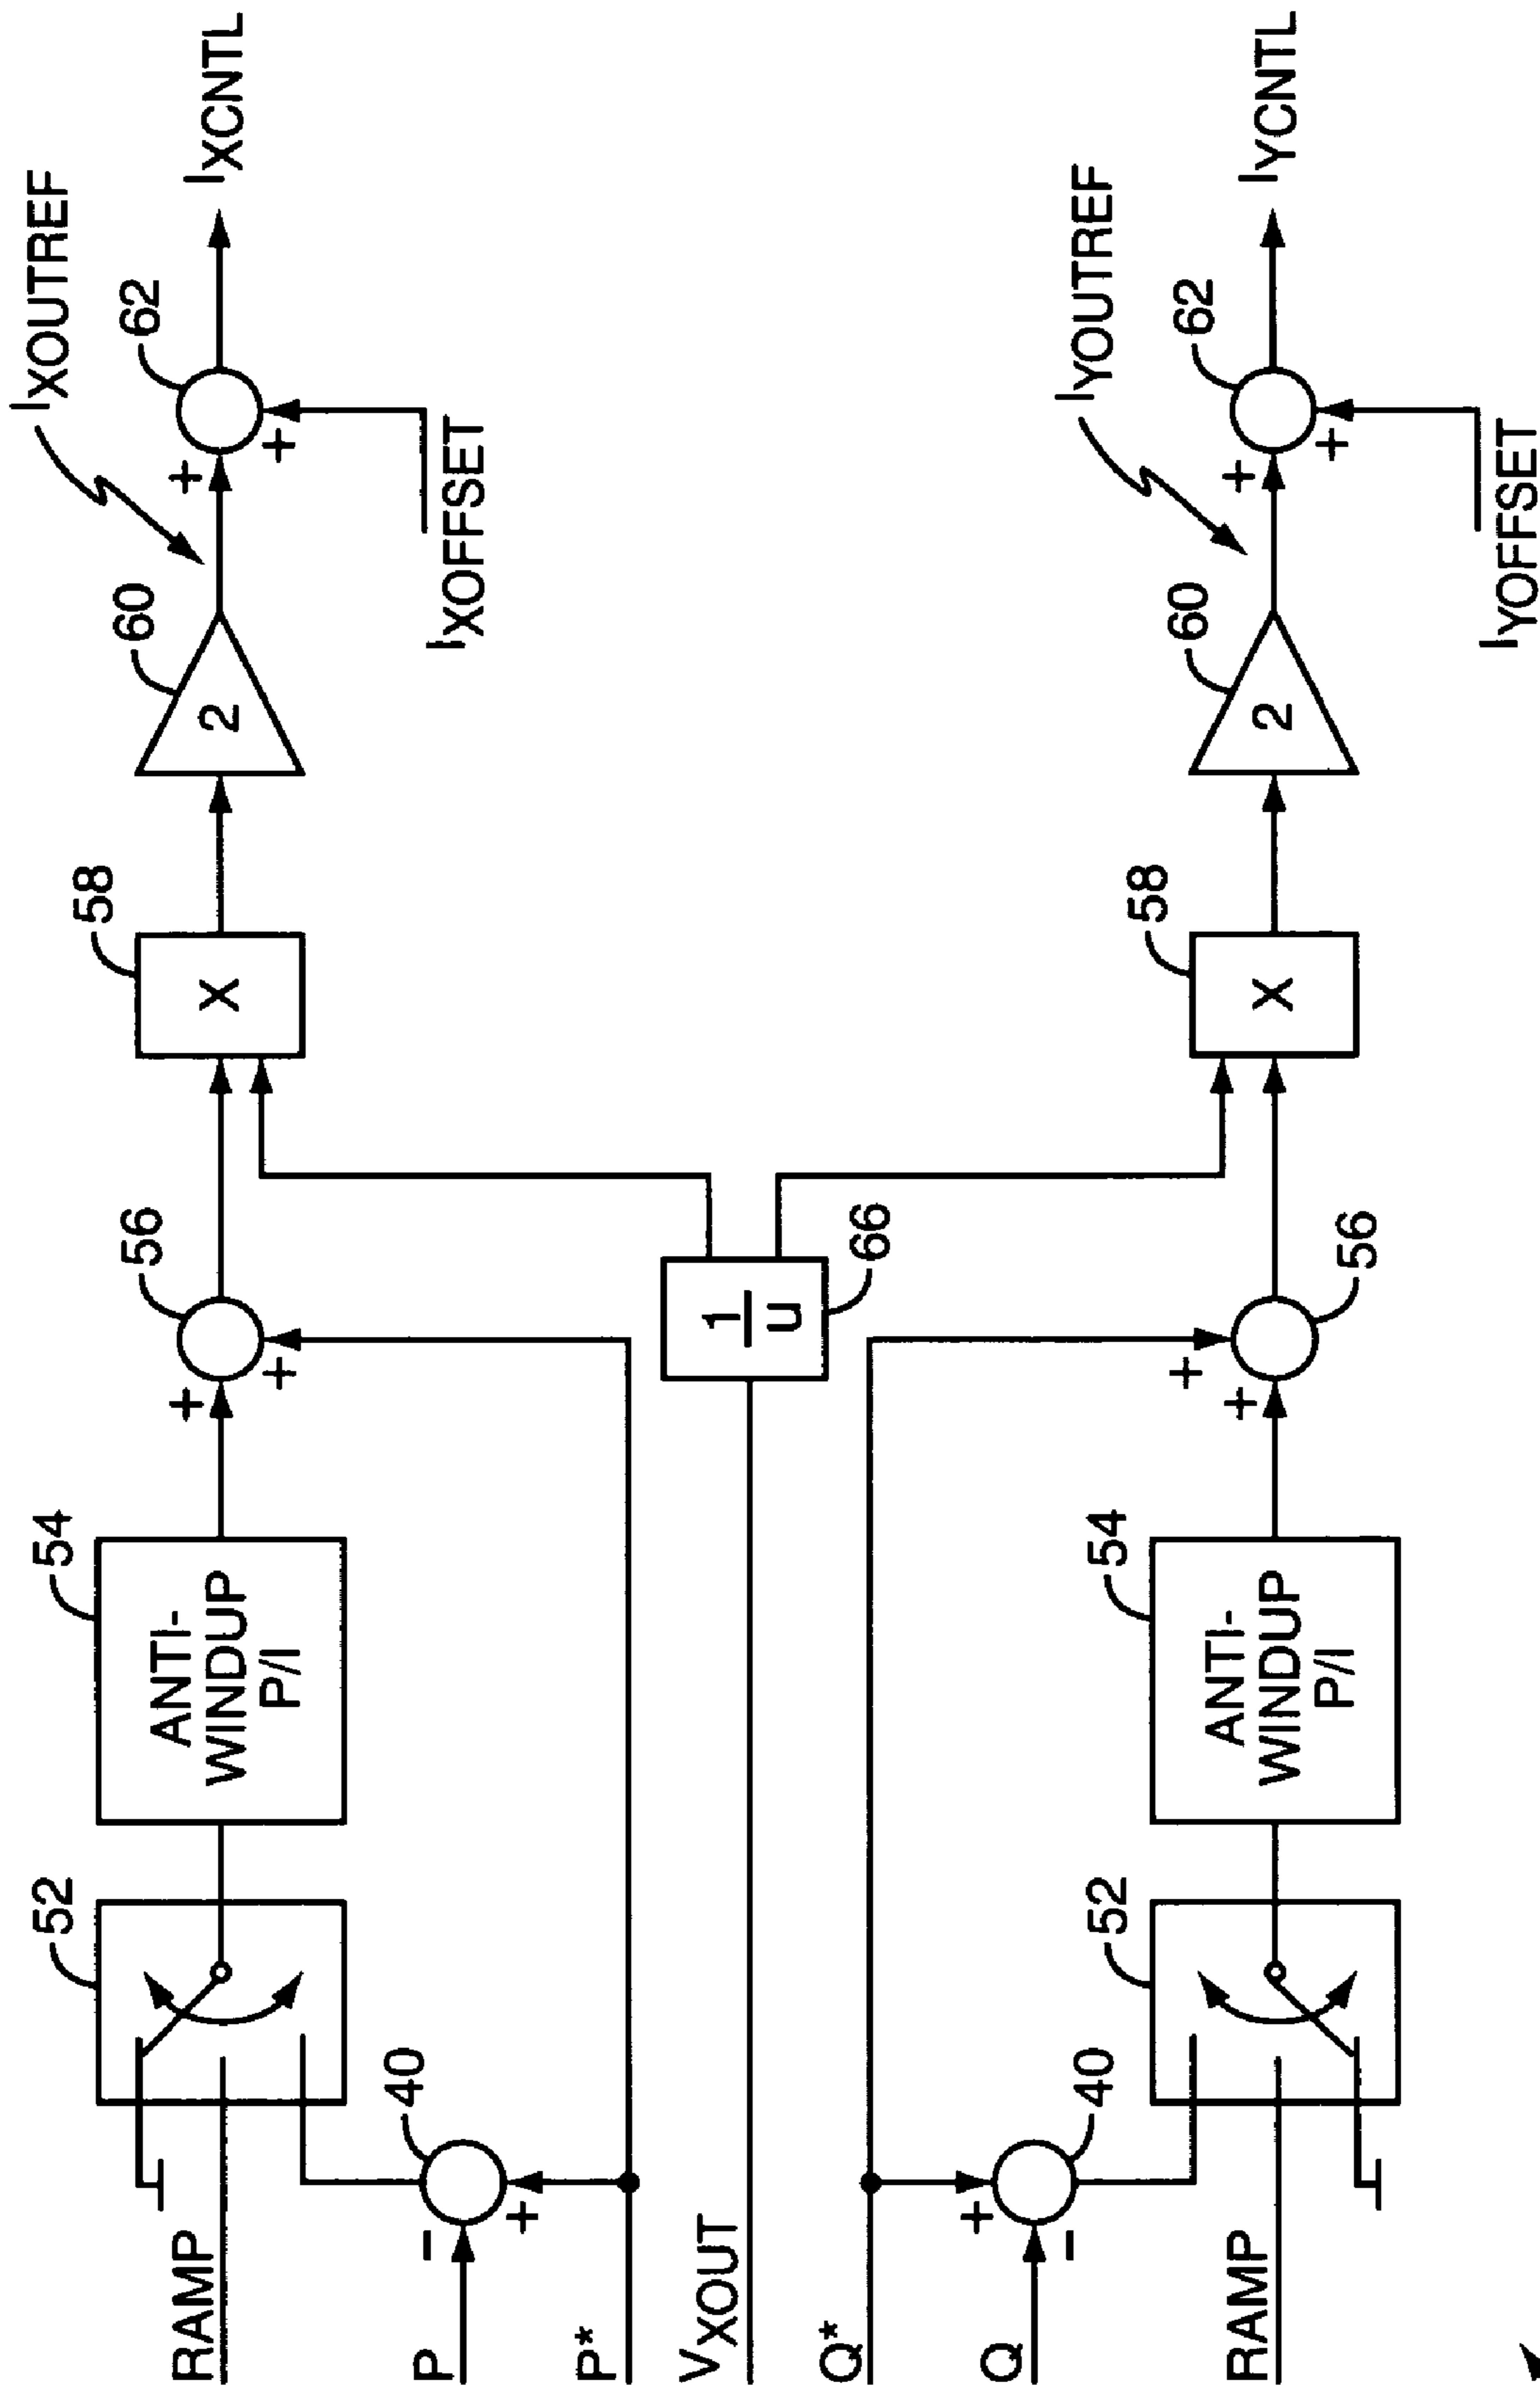 RAMP
P
P*
VXOUT
Q*
Q
RAMP
-
+
+
-
40
40
52
52
54
54
ANTI-
WINDUP
P/I
ANTI-
WINDUP
P/I
+
+
+
+
56
56
1
u
66
58
X
58
X
60
2
60
2
IXOUTREF
IYOUTREF
+
+
+
+
62
62
IXOFFSET
IYOFFSET
IXCNTL
IYCNTL